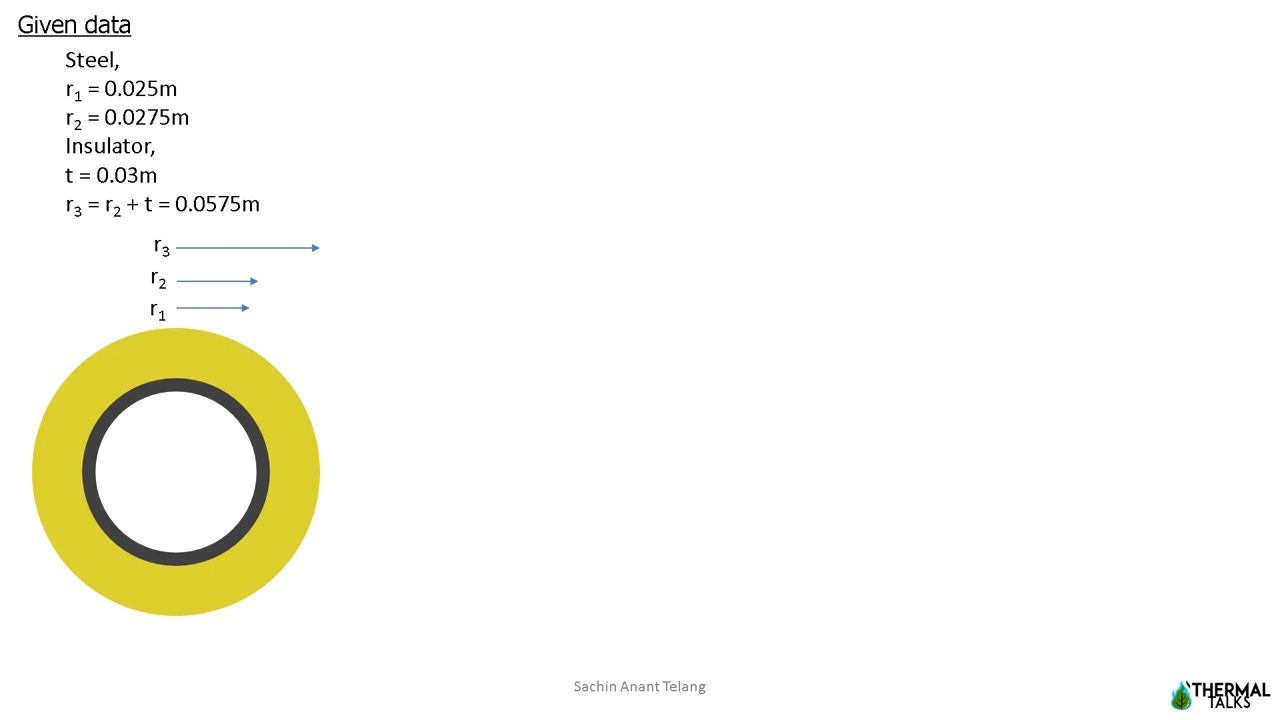 Given data
Steel,
r₁ = 0.025m
r₂ = 0.0275m
Insulator,
t = 0.03m
r₃ = r₂ + t = 0.0575m
r₃
r₂
r₁
Sachin Anant Telang
THERMAL
TALKS